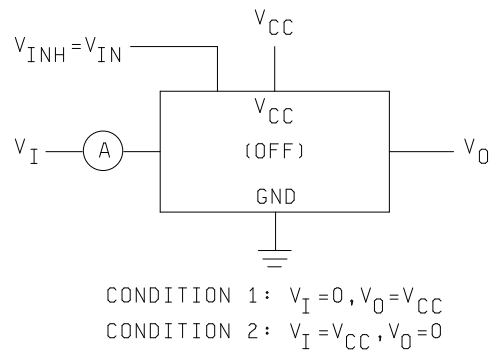 V_CC
V_INH=V_IN
V_CC
V_I
A
(OFF)
V_O
GND
CONDITION 1: V_I=0,V_O=V_CC
CONDITION 2: V_I=V_CC,V_O=0